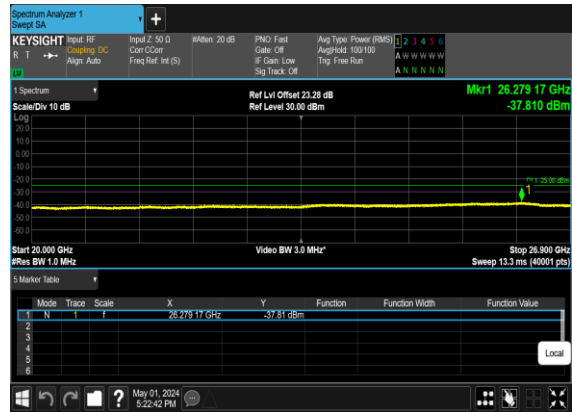 Spectrum Analyzer 1
Swept SA
+
KEYSIGHT Input: RF Input Z: 50 Ω #Atten: 20 dB PNO: Fast Avg Type: Power (RMS) 1 2 3 4 5 6
R T Coupling: DC Corr CCorr Gate: Off Avg|Hold: 100/100 A W W W W W
Align: Auto Freq Ref: Int (S) IF Gain: Low Trig: Free Run
Sig Track: Off A N N N N N
1 Spectrum Ref Lvl Offset 23.28 dB Mkr1 26.279 17 GHz
Scale/Div 10 dB Ref Level 30.00 dBm -37.810 dBm
Log
20.0
10.0
0.00
-10.0
-20.0
DL1 -25.00 dBm
-30.0
1
-40.0
-50.0
-60.0
Start 20.000 GHz Video BW 3.0 MHz* Stop 26.900 GHz
#Res BW 1.0 MHz Sweep 13.3 ms (40001 pts)
5 Marker Table
Mode Trace Scale X Y Function Function Width Function Value
1 N 1 f 26.279 17 GHz -37.81 dBm
2
3
4
5
6
Local
? May 01, 2024
5:22:42 PM